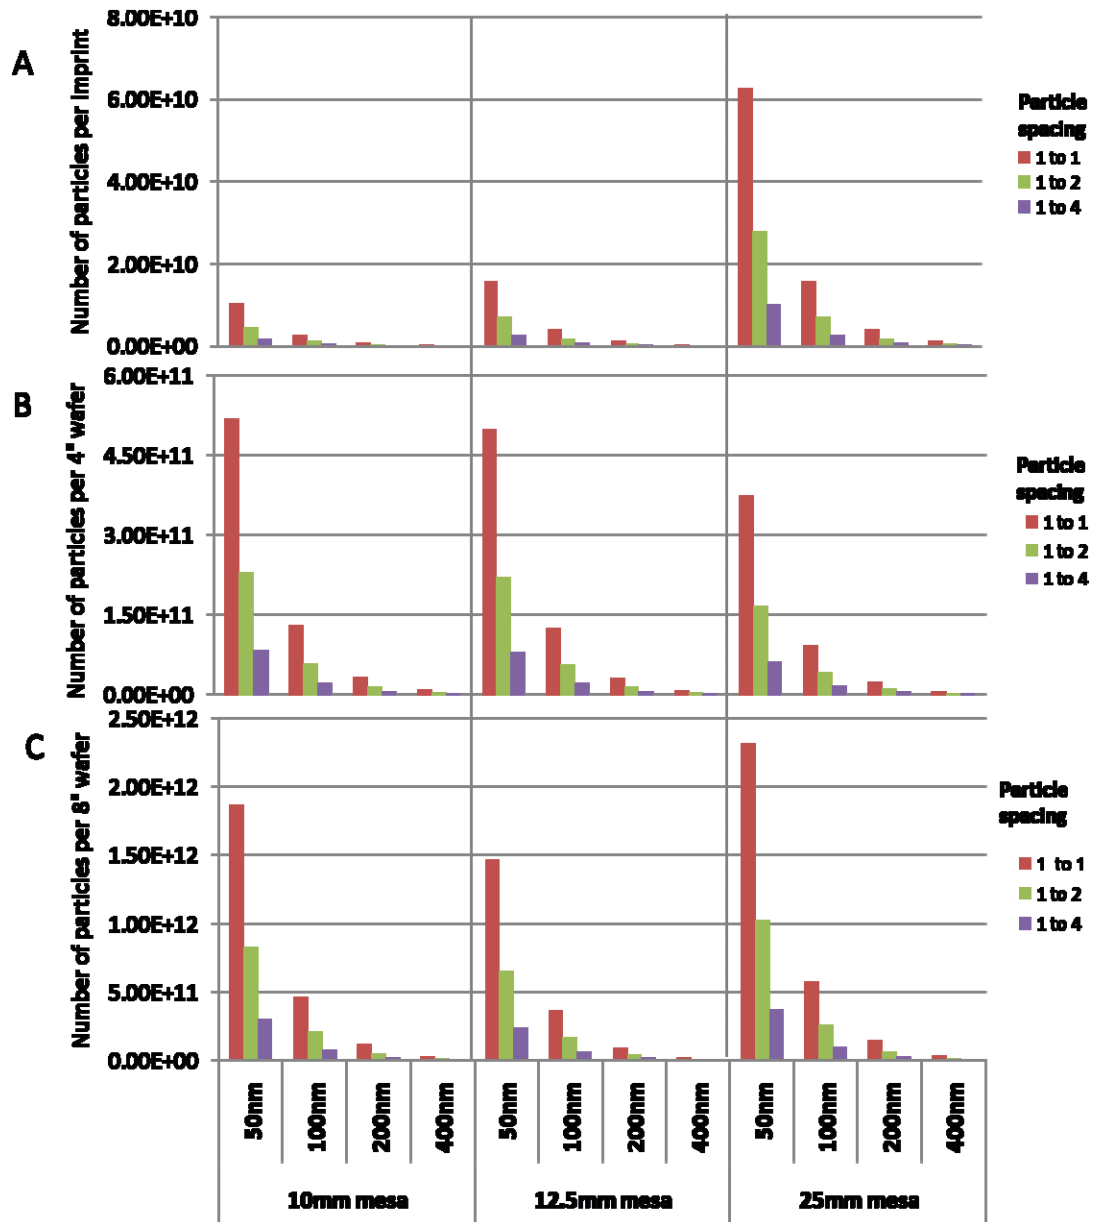 A
Number of particles per Imprint
8.00E+10
6.00E+10
4.00E+10
2.00E+10
0.00E+00
Particle
spacing
1 to 1
1 to 2
1 to 4
B
Number of particles per 4" wafer
6.00E+11
4.50E+11
3.00E+11
1.50E+11
0.00E+00
Particle
spacing
1 to 1
1 to 2
1 to 4
C
Number of particles per 8" wafer
2.50E+12
2.00E+12
1.50E+12
1.00E+12
5.00E+11
0.00E+00
Particle
spacing
1 to 1
1 to 2
1 to 4
50nm 100nm 200nm 400nm 50nm 100nm 200nm 400nm 50nm 100nm 200nm 400nm
10mm mesa 12.5mm mesa 25mm mesa